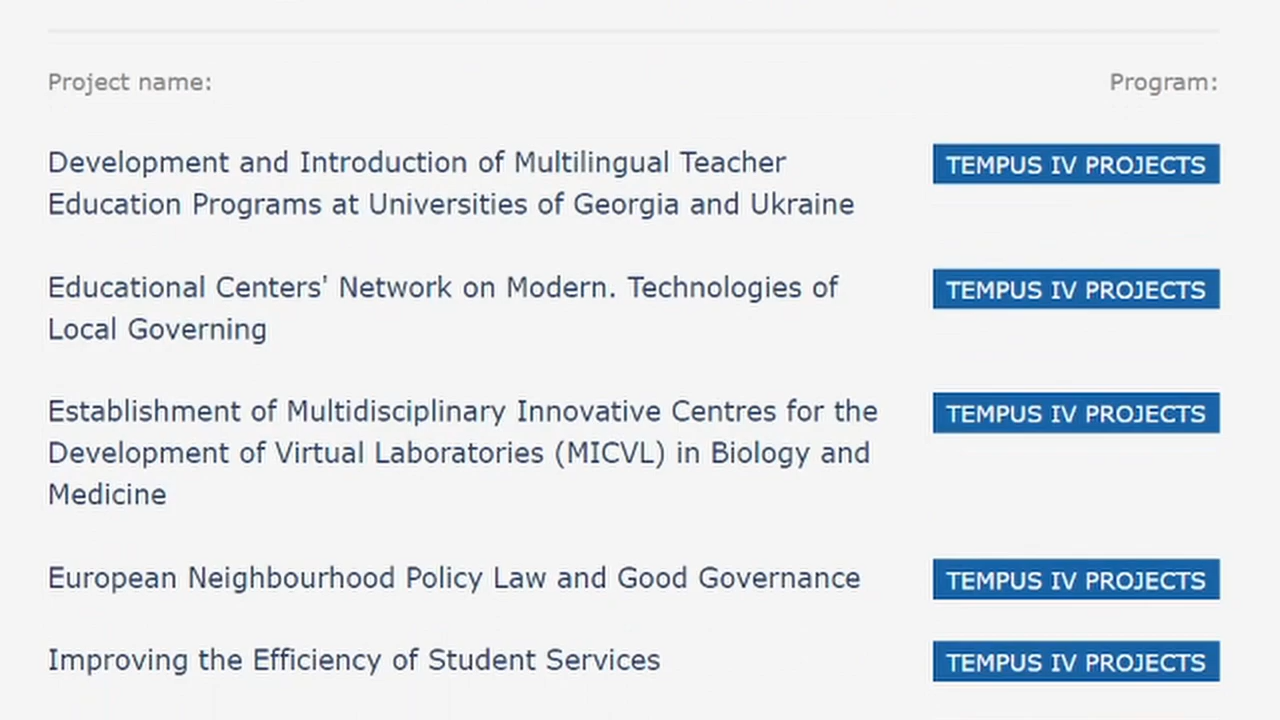 Project name:
Program:
Development and Introduction of Multilingual Teacher
Education Programs at Universities of Georgia and Ukraine
TEMPUS IV PROJECTS
Educational Centers' Network on Modern. Technologies of
Local Governing
TEMPUS IV PROJECTS
Establishment of Multidisciplinary Innovative Centres for the
Development of Virtual Laboratories (MICVL) in Biology and
Medicine
TEMPUS IV PROJECTS
European Neighbourhood Policy Law and Good Governance
TEMPUS IV PROJECTS
Improving the Efficiency of Student Services
TEMPUS IV PROJECTS